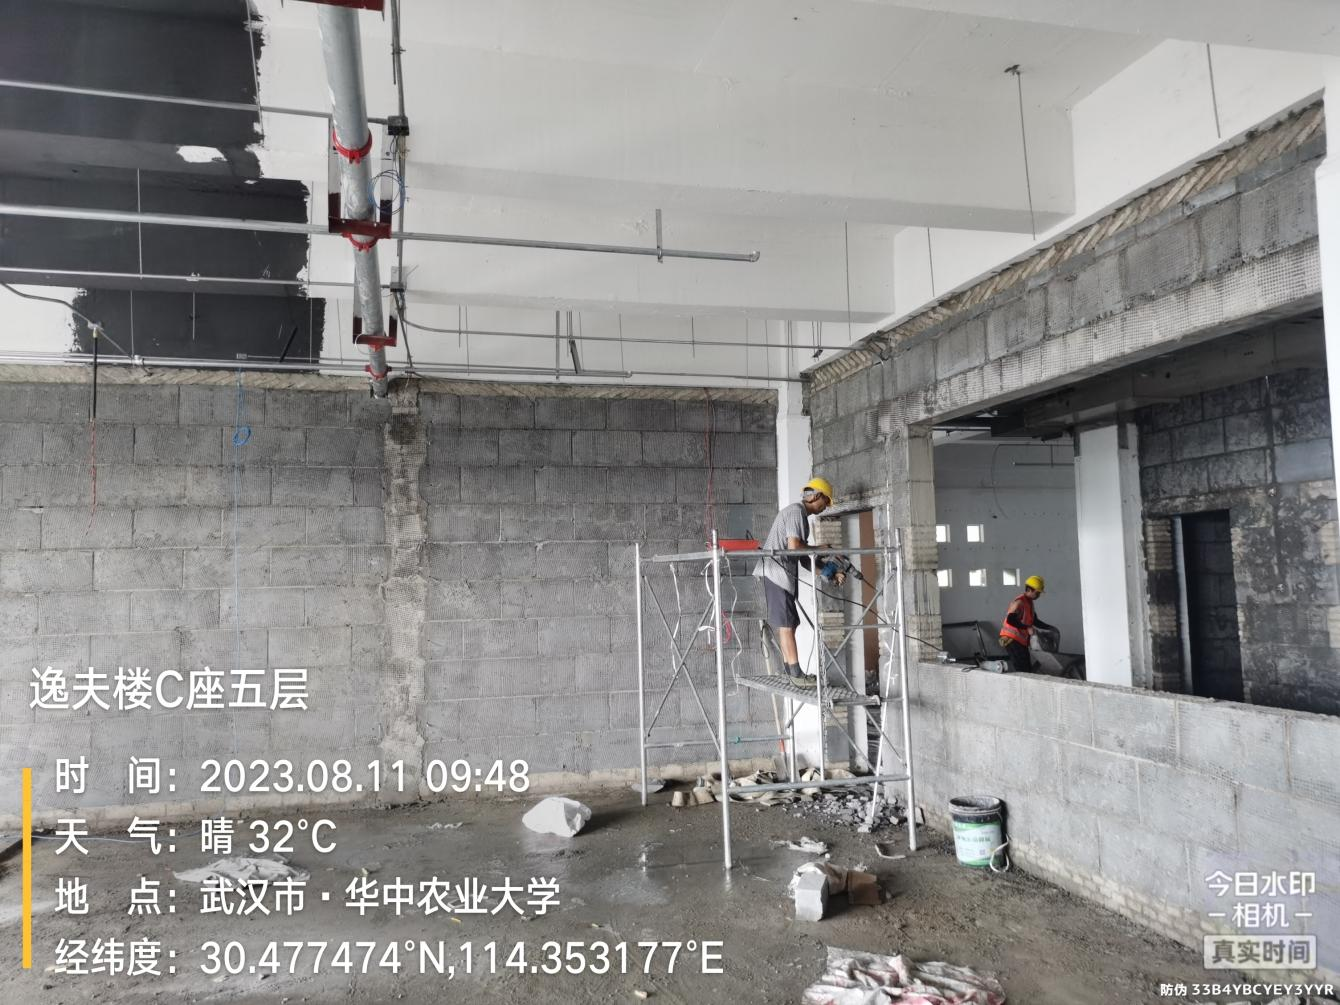 逸夫楼C座五层
时 间：2023.08.11 09:48
天 气：晴 32℃
地 点：武汉市·华中农业大学
经纬度：30.477474°N,114.353177°E
今日水印
相机
真实时间
防伪 33B4YBCYEY3YYR